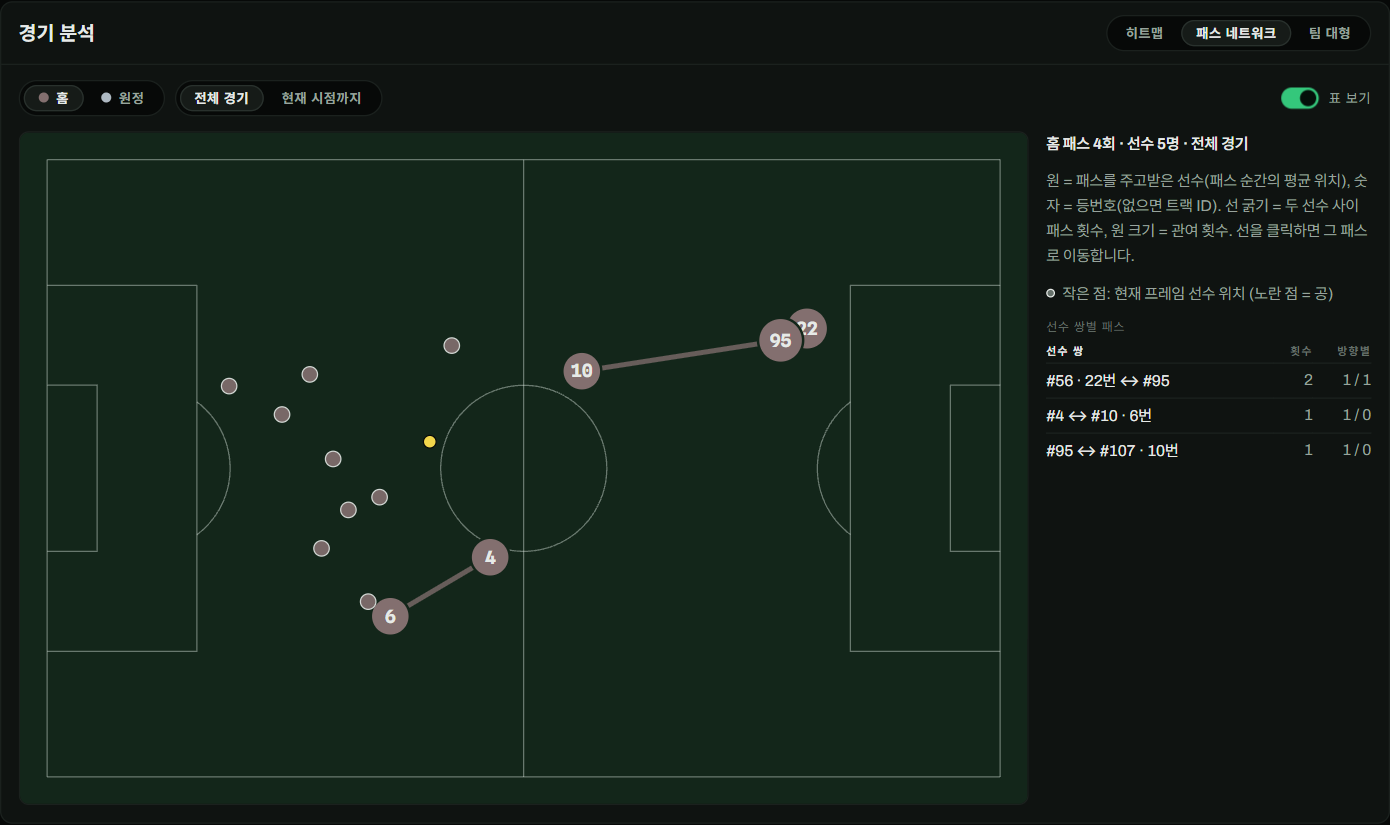 경기 분석
히트맵 패스 네트워크 팀 대형
홈 원정 전체 경기 현재 시점까지
표 보기
홈 패스 4회 · 선수 5명 · 전체 경기
원 = 패스를 주고받은 선수(패스 순간의 평균 위치), 숫
자 = 등번호(없으면 트랙 ID). 선 굵기 = 두 선수 사이
패스 횟수, 원 크기 = 관여 횟수. 선을 클릭하면 그 패스
로 이동합니다.
작은 점: 현재 프레임 선수 위치 (노란 점 = 공)
선수 쌍별 패스
선수 쌍 횟수 방향별
#56 · 22번 ↔ #95 2 1 / 1
#4 ↔ #10 · 6번 1 1 / 0
#95 ↔ #107 · 10번 1 1 / 0
22
95
10
4
6